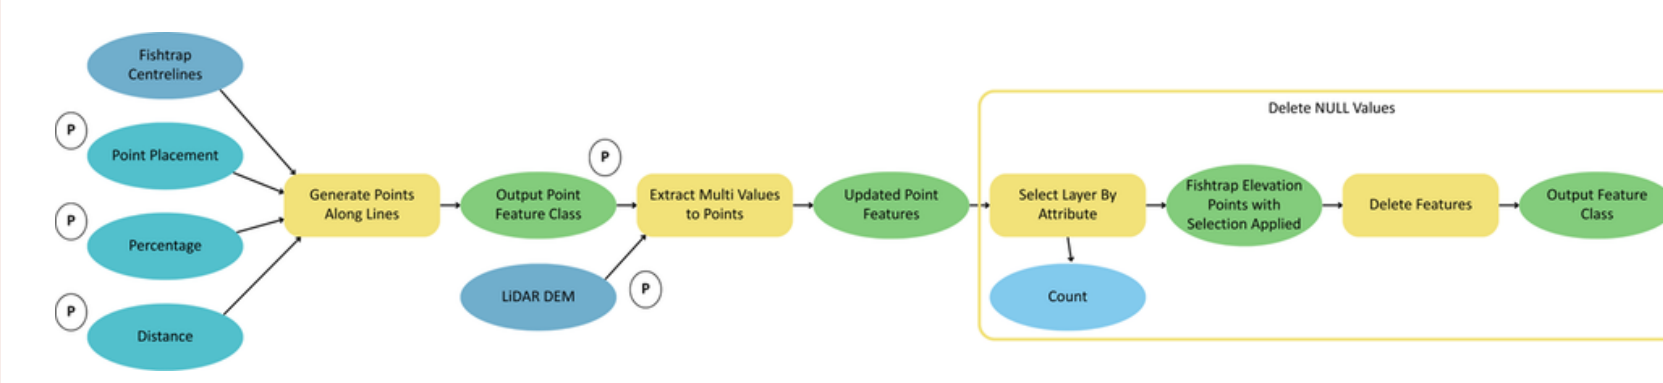 Fishtrap
Centrelines
P
Point Placement
P
Percentage
P
Distance
Generate Points
Along Lines
Output Point
Feature Class
P
LiDAR DEM
P
Extract Multi Values
to Points
Updated Point
Features
Delete NULL Values
Select Layer By
Attribute
Count
Fishtrap Elevation
Points with
Selection Applied
Delete Features
Output Feature
Class